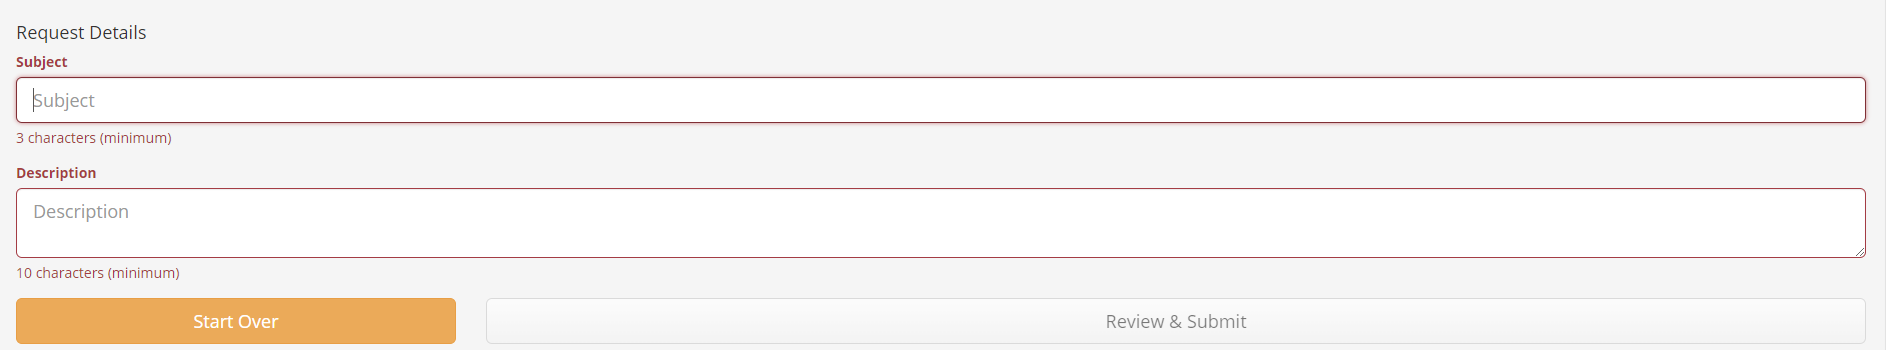 Request Details
Subject
Subject
3 characters (minimum)
Description
Description
10 characters (minimum)
Start Over
Review & Submit